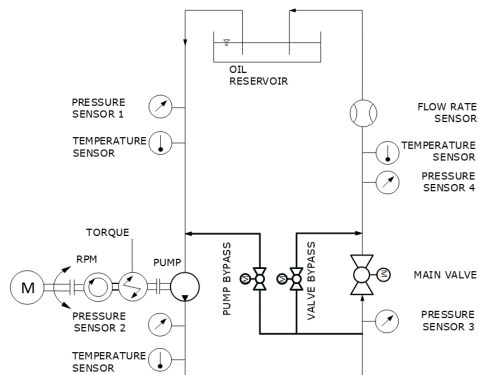 OIL
RESERVOIR
PRESSURE
SENSOR 1
FLOW RATE
SENSOR
TEMPERATURE
SENSOR
TEMPERATURE
SENSOR
PRESSURE
SENSOR 4
TORQUE
RPM
PUMP
PUMP BYPASS
VALVE BYPASS
M
M
M
M
MAIN VALVE
PRESSURE
SENSOR 2
PRESSURE
SENSOR 3
TEMPERATURE
SENSOR